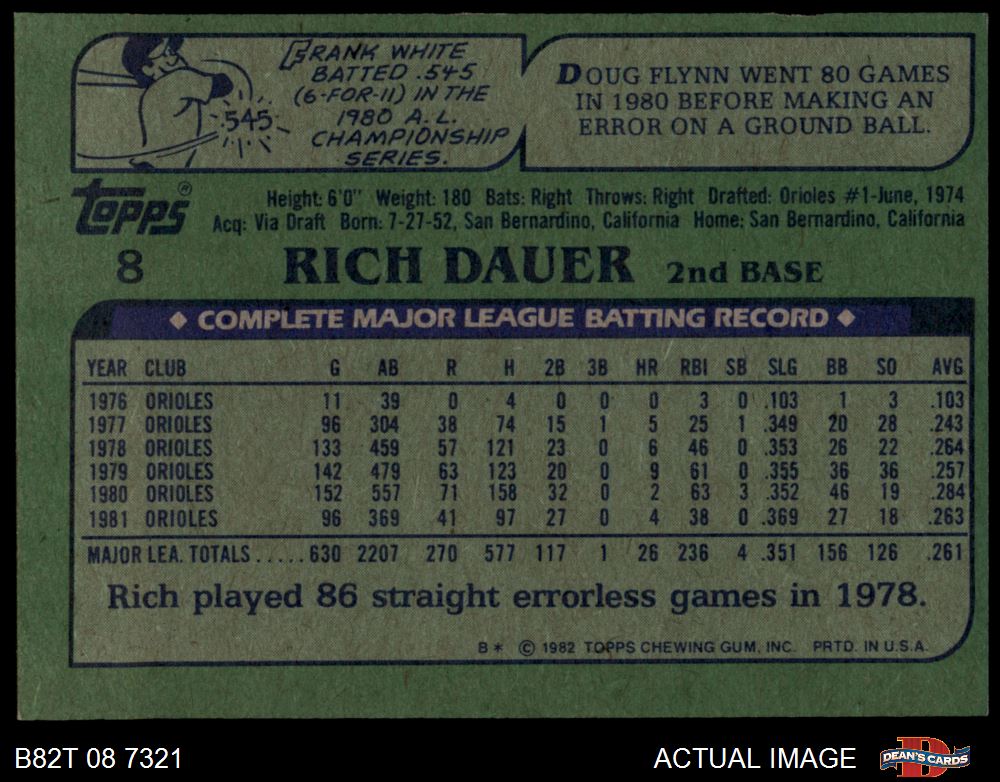 FRANK WHITE
BATTED .545
(6-FOR-11) IN THE
1980 A.L.
CHAMPIONSHIP
SERIES.
.545
DOUG FLYNN WENT 80 GAMES
IN 1980 BEFORE MAKING AN
ERROR ON A GROUND BALL.
Topps®
Height: 6'0" Weight: 180 Bats: Right Throws: Right Drafted: Orioles #1-June, 1974
Acq: Via Draft Born: 7-27-52, San Bernardino, California Home: San Bernardino, California
8 RICH DAUER 2nd BASE
◆ COMPLETE MAJOR LEAGUE BATTING RECORD ◆
YEAR CLUB G AB R H 2B 3B HR RBI SB SLG BB SO AVG
1976 ORIOLES 11 39 0 4 0 0 0 3 0 .103 1 3 .103
1977 ORIOLES 96 304 38 74 15 1 5 25 1 .349 20 28 .243
1978 ORIOLES 133 459 57 121 23 0 6 46 0 .353 26 22 .264
1979 ORIOLES 142 479 63 123 20 0 9 61 0 .355 36 36 .257
1980 ORIOLES 152 557 71 158 32 0 2 63 3 .352 46 19 .284
1981 ORIOLES 96 369 41 97 27 0 4 38 0 .369 27 18 .263
MAJOR LEA. TOTALS.....630 2207 270 577 117 1 26 236 4 .351 156 126 .261
Rich played 86 straight errorless games in 1978.
B* © 1982 TOPPS CHEWING GUM, INC. PRTD. IN U.S.A.
B82T 08 7321
ACTUAL IMAGE
DEAN'S CARDS